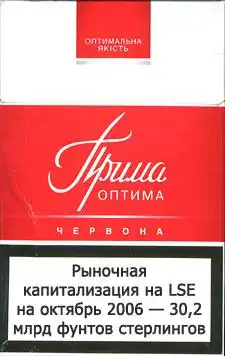 ОПТИМАЛЬНА
ЯКІСТЬ
Прима
ОПТИМА
ЧЕРВОНА
Рыночная
капитализация на LSE
на октябрь 2006 — 30,2
млрд фунтов стерлингов